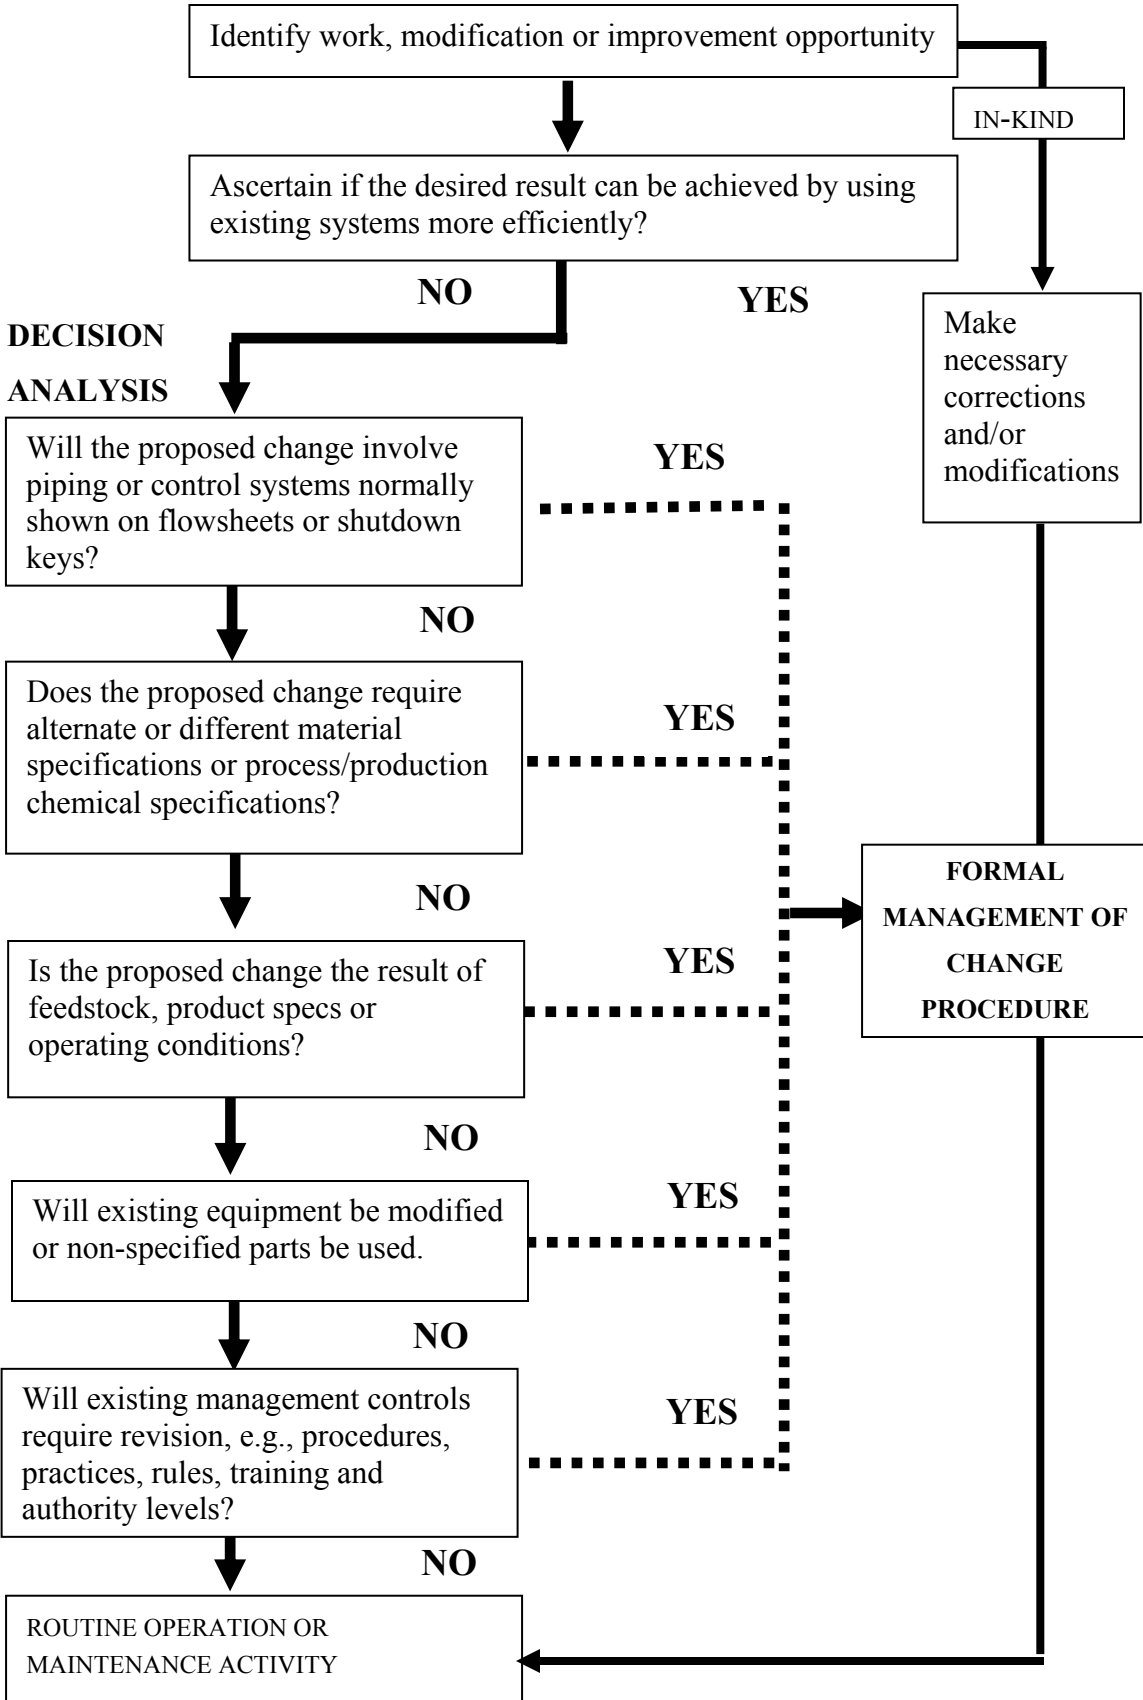 Identify work, modification or improvement opportunity
IN-KIND
Ascertain if the desired result can be achieved by using
existing systems more efficiently?
NO
YES
DECISION
ANALYSIS
Make
necessary
corrections
and/or
modifications
Will the proposed change involve
piping or control systems normally
shown on flowsheets or shutdown
keys?
YES
NO
Does the proposed change require
alternate or different material
specifications or process/production
chemical specifications?
YES
NO
FORMAL
MANAGEMENT OF
CHANGE
PROCEDURE
Is the proposed change the result of
feedstock, product specs or
operating conditions?
YES
NO
Will existing equipment be modified
or non-specified parts be used.
YES
NO
Will existing management controls
require revision, e.g., procedures,
practices, rules, training and
authority levels?
YES
NO
ROUTINE OPERATION OR
MAINTENANCE ACTIVITY